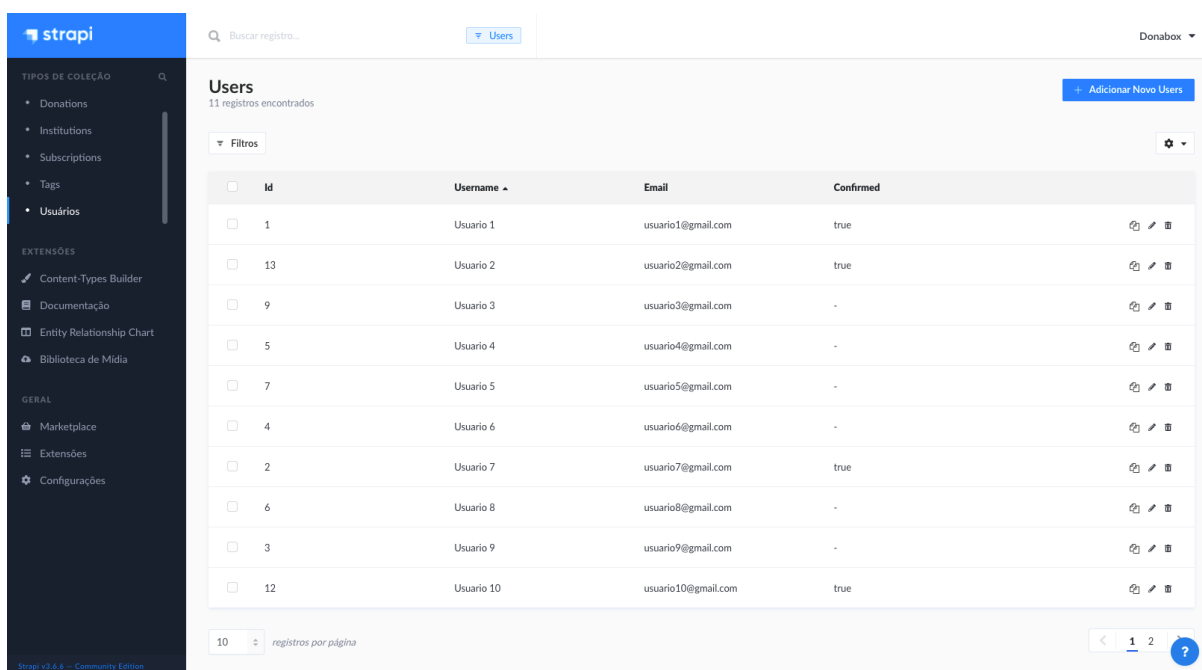 strapi
Buscar registro...
Users
Donabox
TIPOS DE COLEÇÃO
Donations
Institutions
Subscriptions
Tags
Usuários
EXTENSÕES
Content-Types Builder
Documentação
Entity Relationship Chart
Biblioteca de Mídia
GERAL
Marketplace
Extensões
Configurações
Strapi v3.6.6 — Community Edition
Users
11 registros encontrados
+ Adicionar Novo Users
Filtros
Id Username Email Confirmed
1 Usuario 1 usuario1@gmail.com true
13 Usuario 2 usuario2@gmail.com true
9 Usuario 3 usuario3@gmail.com -
5 Usuario 4 usuario4@gmail.com -
7 Usuario 5 usuario5@gmail.com -
4 Usuario 6 usuario6@gmail.com -
2 Usuario 7 usuario7@gmail.com true
6 Usuario 8 usuario8@gmail.com -
3 Usuario 9 usuario9@gmail.com -
12 Usuario 10 usuario10@gmail.com true
10 registros por página
1 2
?